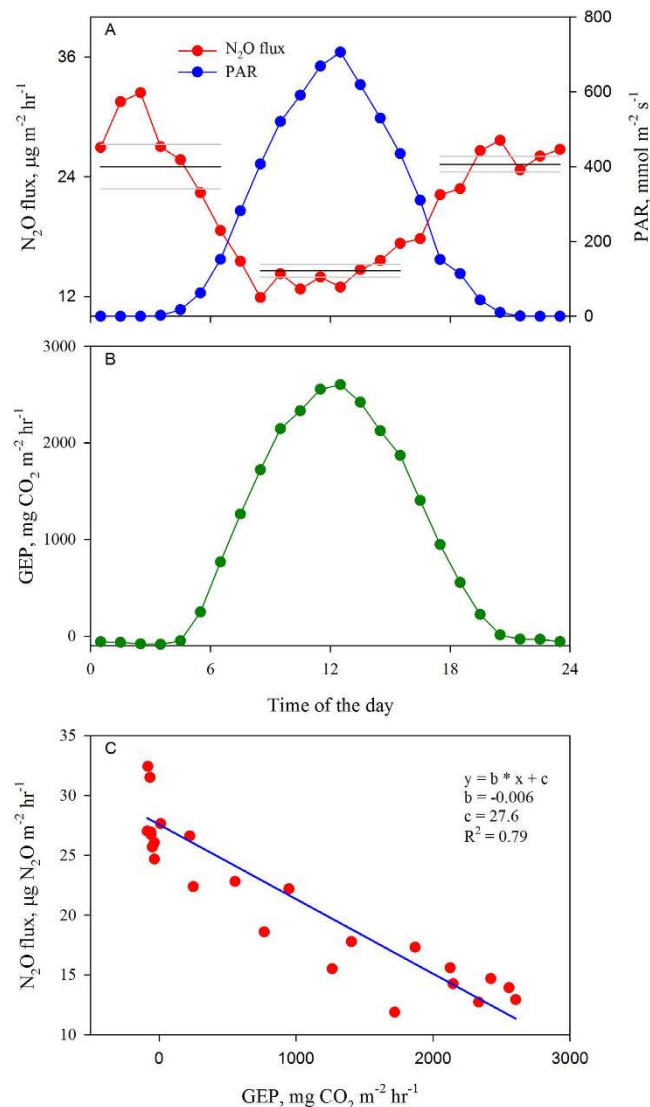 A
N₂O flux
PAR
36
24
12
N₂O flux, µg m⁻² hr⁻¹
800
600
400
200
0
PAR, mmol m⁻² s⁻¹
B
3000
2000
1000
0
GEP, mg CO₂ m⁻² hr⁻¹
0 6 12 18 24
Time of the day
C
35
30
25
20
15
10
N₂O flux, µg N₂O m⁻² hr⁻¹
y = b * x + c
b = -0.006
c = 27.6
R² = 0.79
0 1000 2000 3000
GEP, mg CO₂ m⁻² hr⁻¹